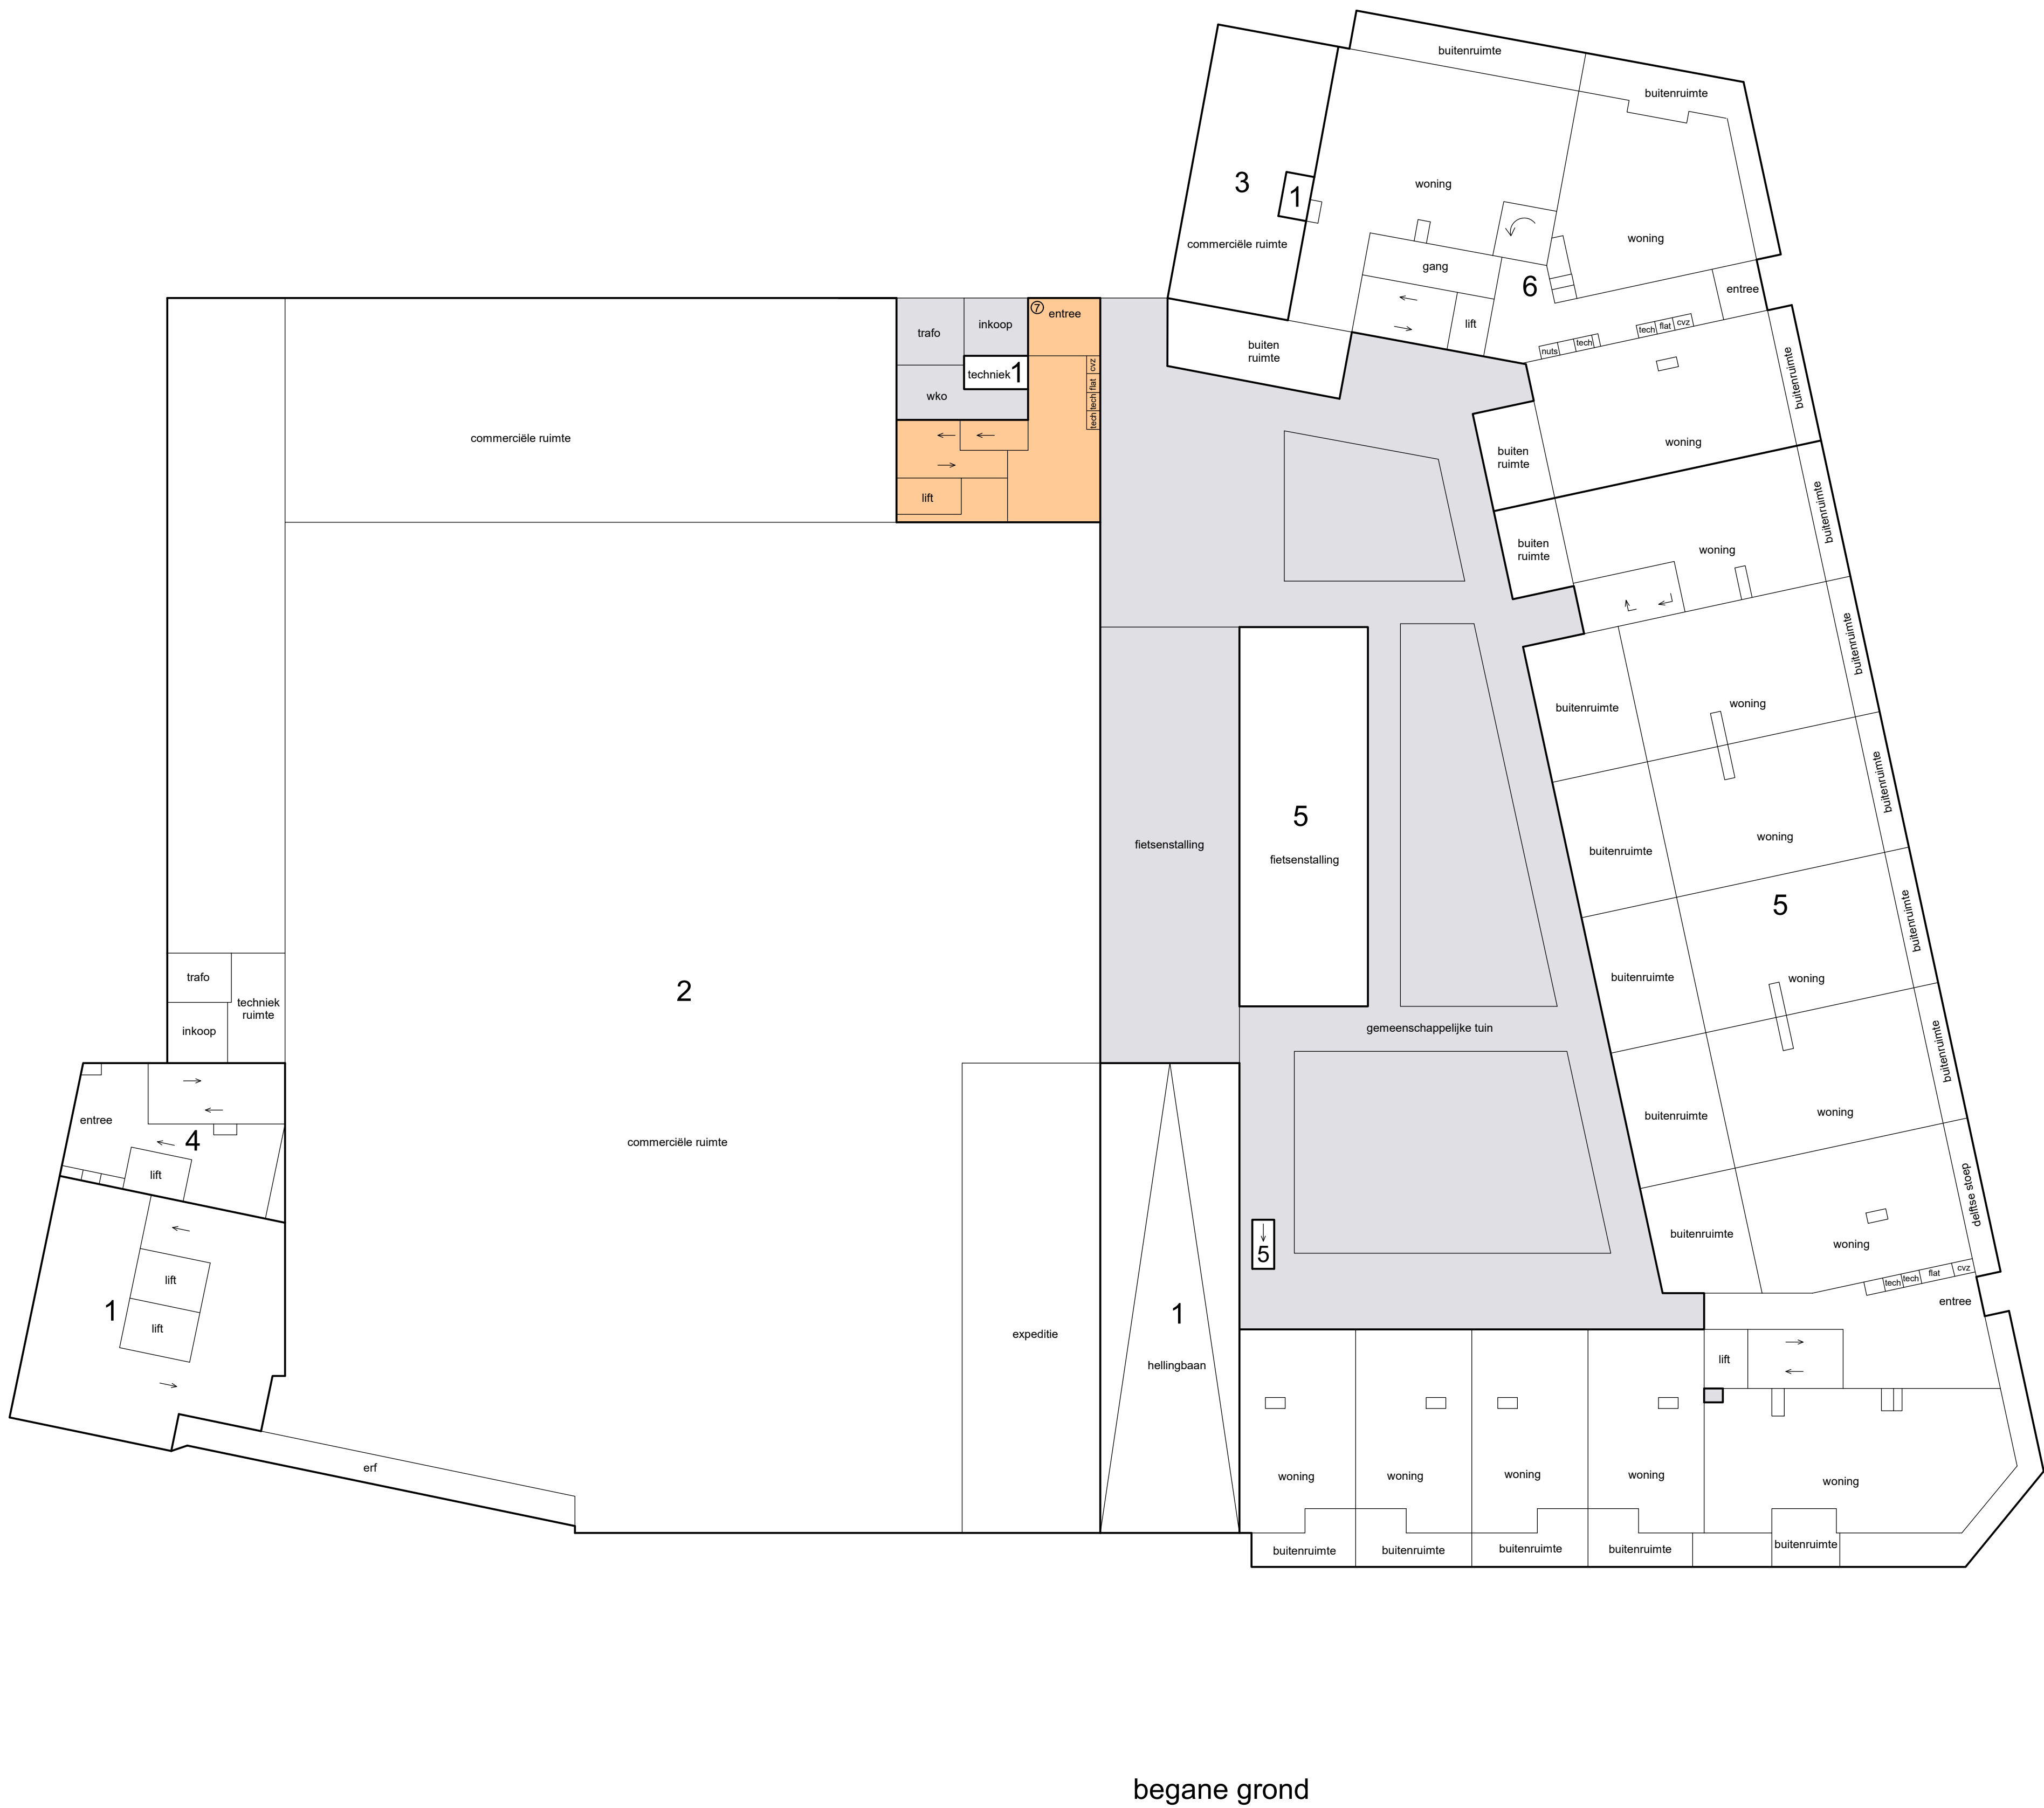 buitenruimte
buitenruimte
3
1
woning
commerciële ruimte
woning
gang
6
entree
lift
nuts
tech
tech
flat
cvz
buiten
ruimte
trafo
inkoop
7
entree
techniek
1
wko
cvz
flat
tech
tech
lift
commerciële ruimte
buitenruimte
woning
buiten
ruimte
buitenruimte
woning
buiten
ruimte
buitenruimte
buitenruimte
woning
buitenruimte
buitenruimte
woning
5
fietsenstalling
fietsenstalling
5
buitenruimte
buitenruimte
woning
gemeenschappelijke tuin
buitenruimte
buitenruimte
woning
delftse stoep
buitenruimte
woning
tech
tech
flat
cvz
entree
2
trafo
techniek
ruimte
inkoop
entree
4
lift
commerciële ruimte
1
lift
lift
erf
expeditie
1
hellingbaan
5
lift
woning
woning
woning
woning
woning
buitenruimte
buitenruimte
buitenruimte
buitenruimte
buitenruimte
begane grond